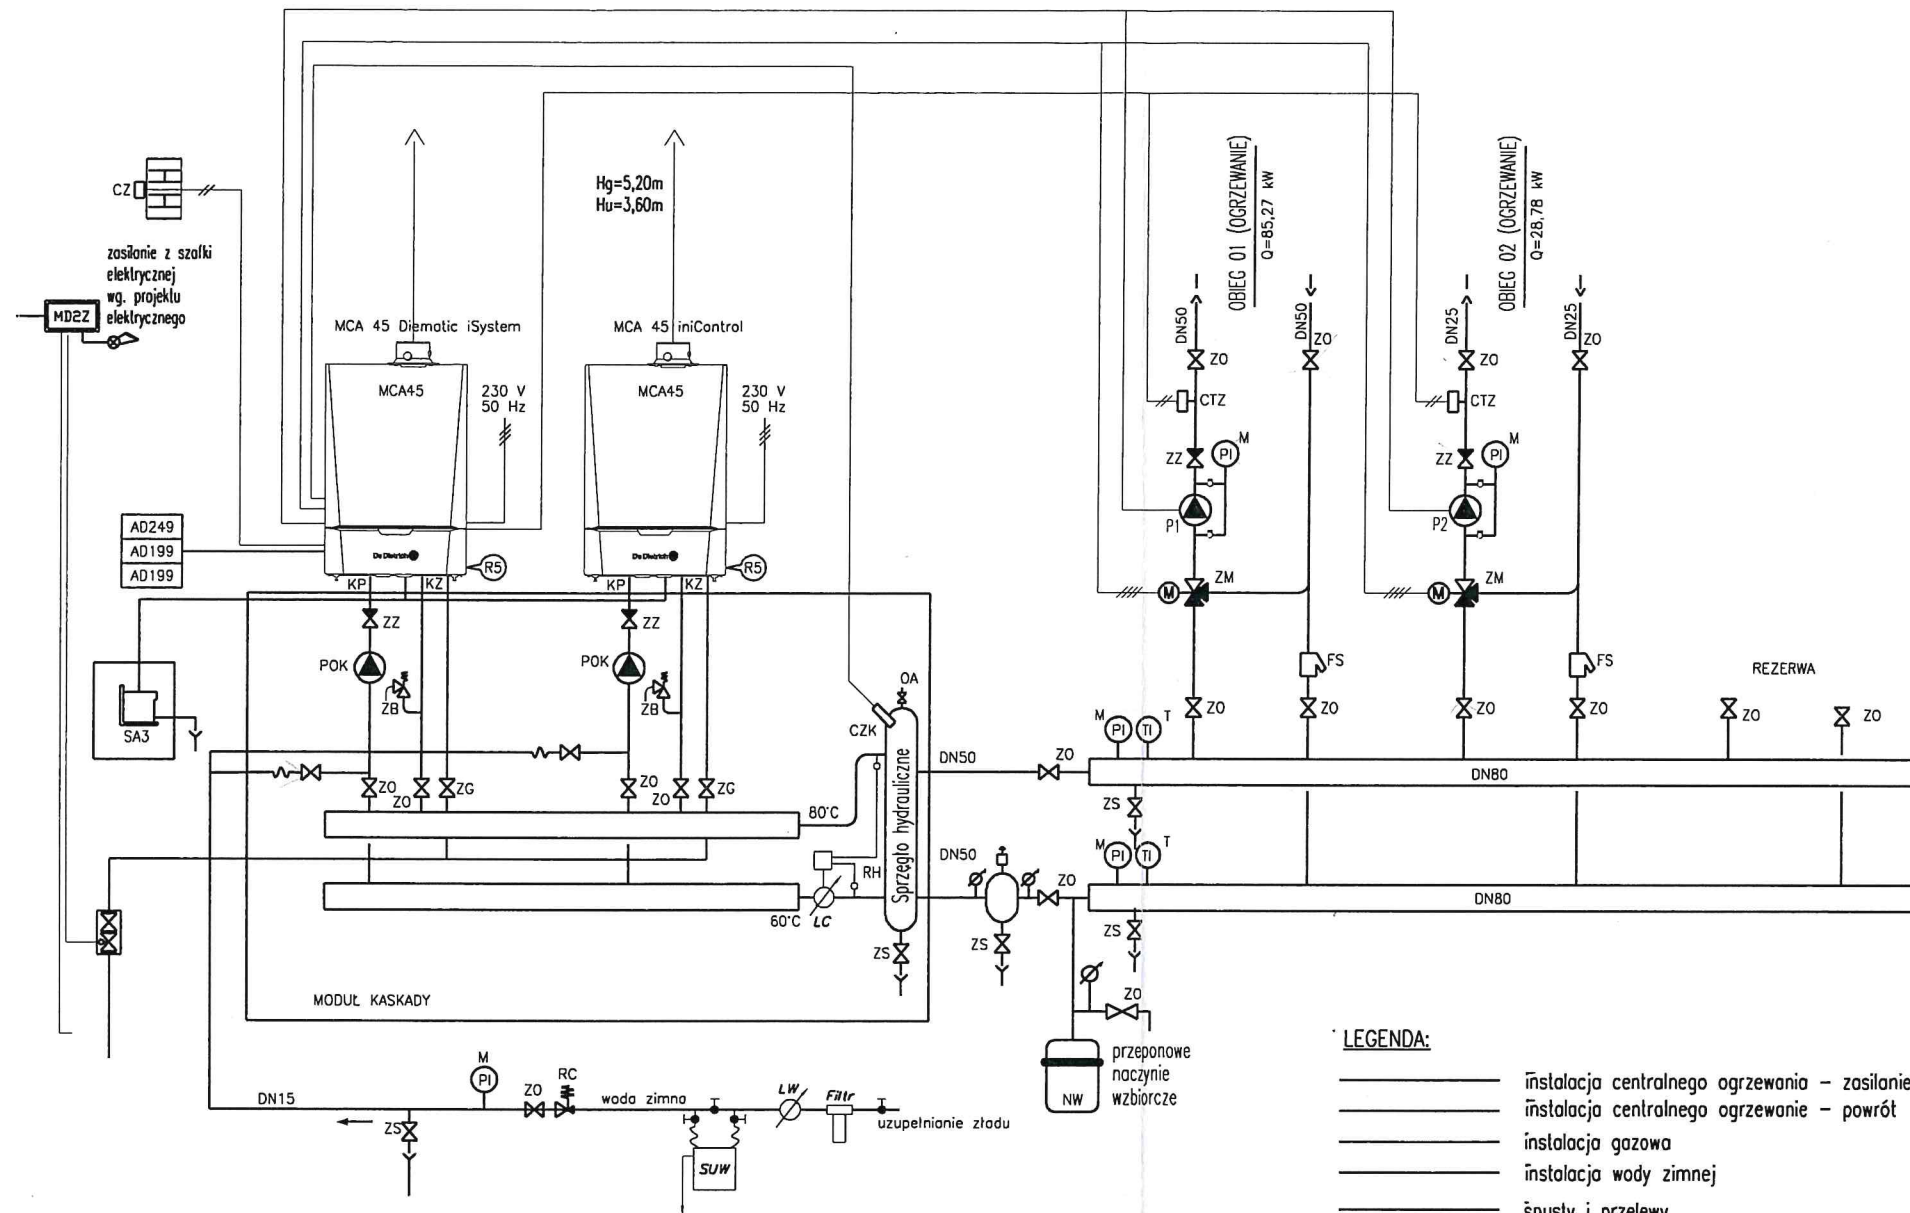 CZ
zasilanie z szafki
elektrycznej
wg. projektu
elektrycznego
MD2Z
Hg=5,20m
Hu=3,60m
MCA 45 Diematic iSystem
MCA 45 iniControl
MCA45
230 V
50 Hz
MCA45
230 V
50 Hz
De Dietrich
De Dietrich
R5
R5
AD249
AD199
AD199
KP
KZ
KP
KZ
ZZ
ZZ
POK
POK
ZB
ZB
SA3
ZO
ZO
ZG
ZO
ZO
ZG
80°C
60°C
LC
RH
CZK
OA
Sprzęgło hydrauliczne
ZS
MODUŁ KASKADY
OBIEG 01 (OGRZEWANIE)
Q=85,27 kW
OBIEG 02 (OGRZEWANIE)
Q=28,78 kW
DN50
DN50
DN25
DN25
ZO
ZO
ZO
ZO
CTZ
CTZ
ZZ
PI
M
ZZ
PI
M
P1
P2
M
ZM
M
ZM
FS
FS
REZERWA
ZO
ZO
ZO
ZO
ZO
ZO
M
PI
TI
T
DN50
ZO
DN80
ZS
M
PI
TI
T
DN50
ZO
DN80
ZS
ZS
ZO
NW
przeponowe
naczynie
wzbiorcze
DN15
M
PI
ZO
RC
woda zimna
LW
Filtr
uzupełnianie zładu
ZS
SUW
LEGENDA:
instalacja centralnego ogrzewania – zasilanie
instalacja centralnego ogrzewanie – powrót
instalacja gazowa
instalacja wody zimnej
spusty i przelewy